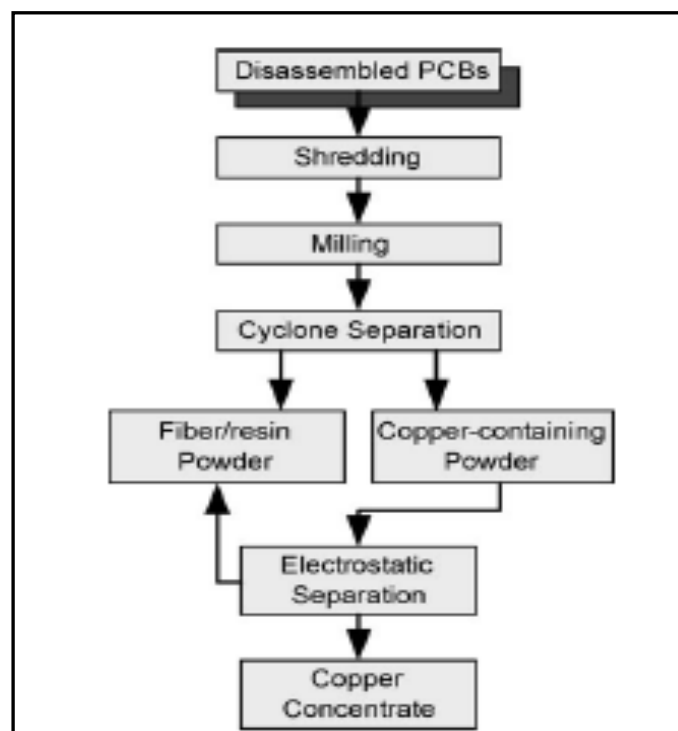 Disassembled PCBs
Shredding
Milling
Cyclone Separation
Fiber/resin
Powder
Copper-containing
Powder
Electrostatic
Separation
Copper
Concentrate